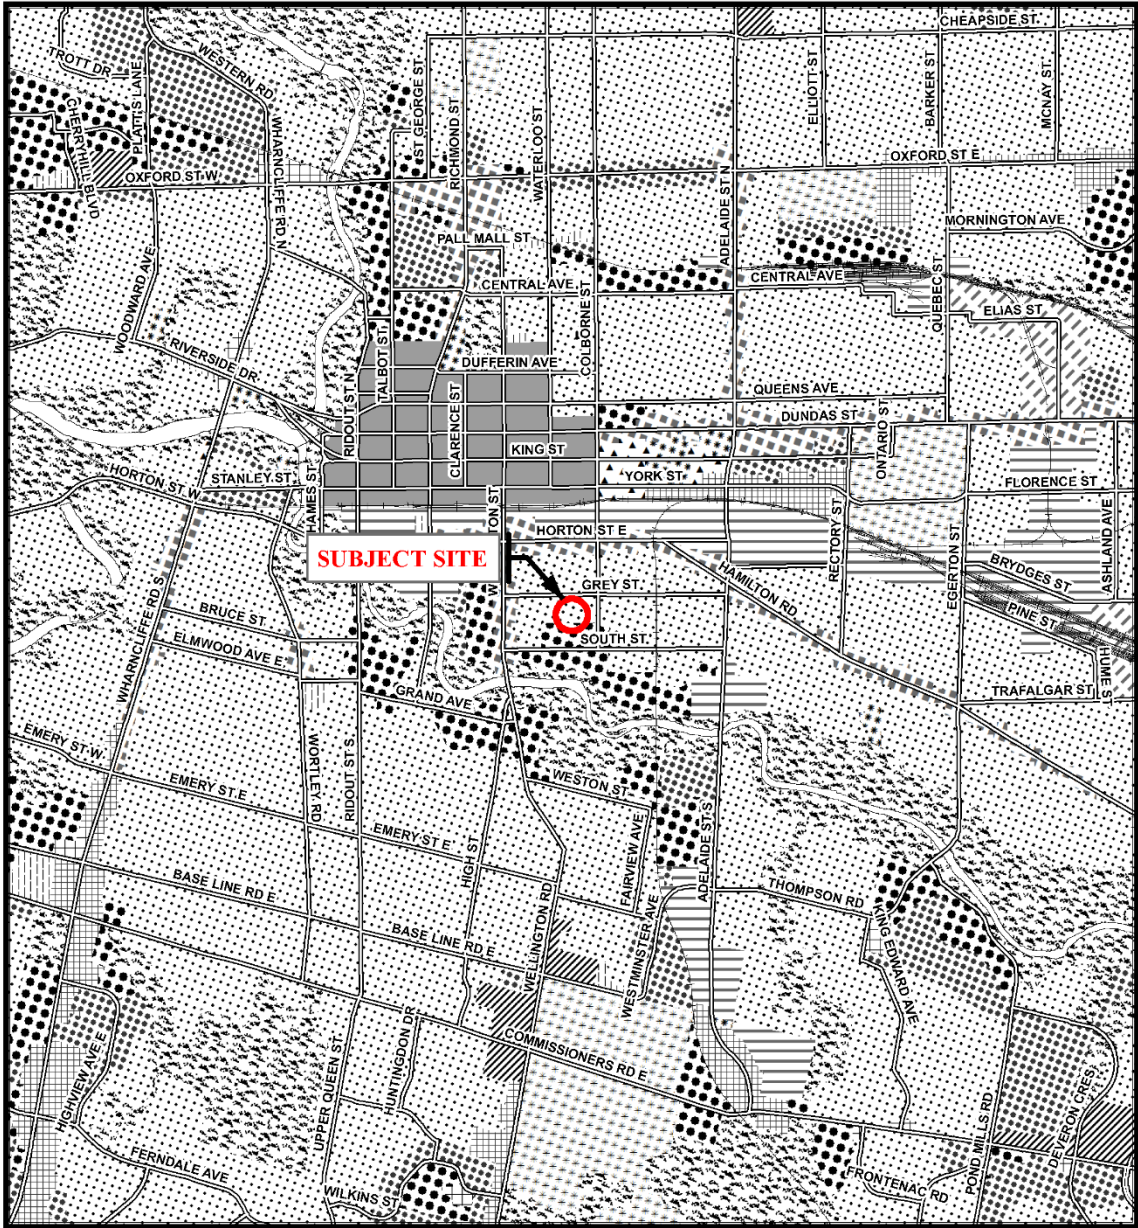 CHEAPSIDE ST.
TROTT DR
WESTERN RD
PLATTS LANE
CHERRYHILL BLVD
WHARNCLIFFE RD N
ST GEORGE ST
RICHMOND ST
WATERLOO ST
ELLIOTT ST
BARKER ST
MCNAY ST.
OXFORD ST W
OXFORD ST E
ADELAIDE ST N
MORNINGTON AVE
PALL MALL ST
CENTRAL AVE
CENTRAL AVE
COLBORNE ST
QUEBEC ST
ELIAS ST
WOODWARD AVE
RIVERSIDE DR
TALBOT ST
DUFFERIN AVE
RIDOUT ST N
CLARENCE ST
QUEENS AVE
DUNDAS ST
ONTARIO ST
KING ST
HORTON ST W
STANLEY ST
YORK ST
FLORENCE ST
THAMES ST
TON ST
HORTON ST E
RECTORY ST
EGERTON ST
ASHLAND AVE
SUBJECT SITE
W
GREY ST.
HAMILTON RD
BRYDGES ST
PINE ST
BRUCE ST.
ELMWOOD AVE E
SOUTH ST.
HUME ST
WHARNCLIFFE RD S
GRAND AVE
TRAFALGAR ST
EMERY ST W
WORTLEY RD
RIDOUT ST S
EMERY ST E
WESTON ST.
EMERY ST E
HIGH ST
FAIRVIEW AVE
ADELAIDE ST S
BASE LINE RD E
THOMPSON RD
KING EDWARD AVE
BASE LINE RD E
WELLINGTON RD
WESTMINSTER AVE
COMMISSIONERS RD E
HIGHVIEW AVE E
UPPER QUEEN ST.
HUNTINGDON DR
POND MILLS RD
DEVERON CRES.
FERNDALE AVE
WILKINS ST
FRONTENAC RD